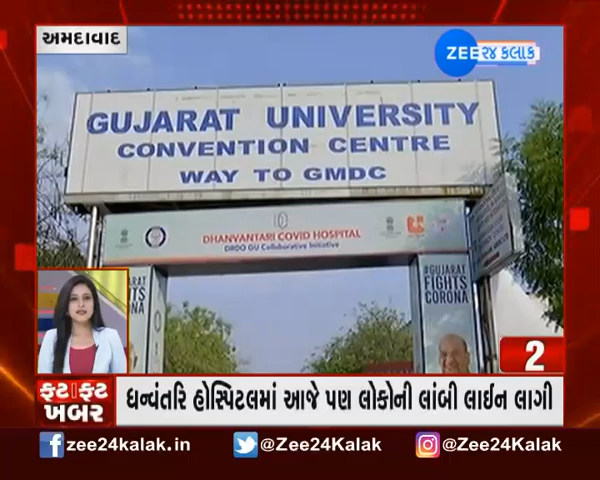 અમદાવાદ
ZEE ૨૪ કલાક
GUJARAT UNIVERSITY
CONVENTION CENTRE
WAY TO GMDC
DHANVANTARI COVID HOSPITAL
DRDO GU Collaborative Initiative
#GUJARAT
FIGHTS
CORONA
2
ફટાફટ
ખબર
ધન્વંતરિ હોસ્પિટલમાં આજે પણ લોકોની લાંબી લાઈન લાગી
zee24kalak.in
@Zee24Kalak
@zee24Kalak